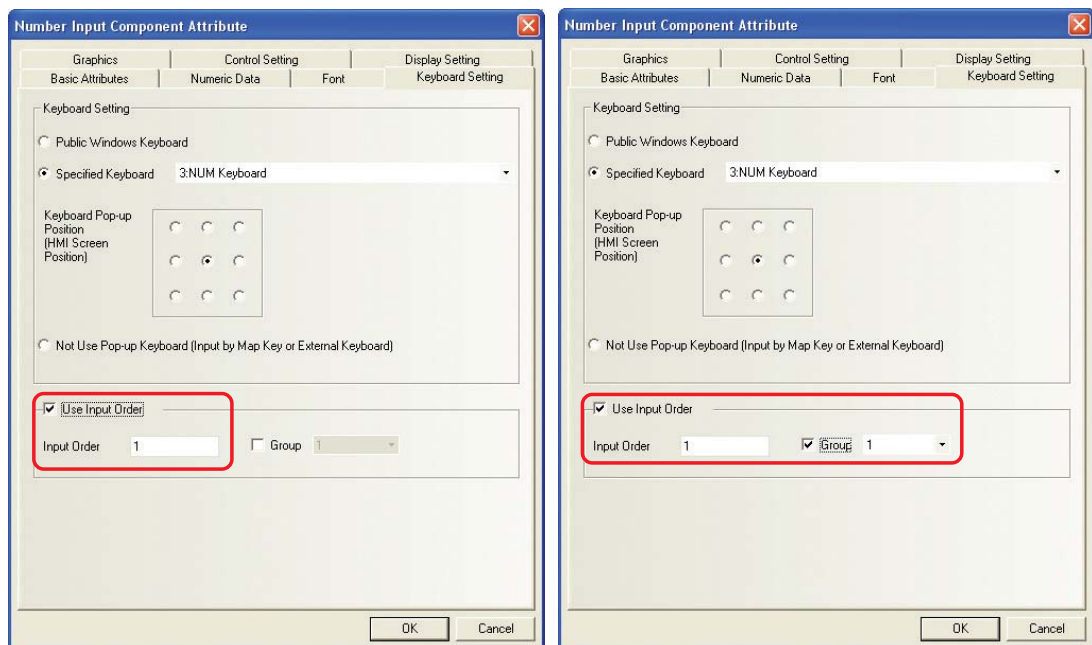 Number Input Component Attribute
Graphics Control Setting Display Setting
Basic Attributes Numeric Data Font Keyboard Setting
Keyboard Setting
Public Windows Keyboard
Specified Keyboard 3:NUM Keyboard
Keyboard Pop-up
Position
(HMI Screen
Position)
Not Use Pop-up Keyboard (Input by Map Key or External Keyboard)
Use Input Order
Input Order 1 Group 1
OK Cancel
Number Input Component Attribute
Graphics Control Setting Display Setting
Basic Attributes Numeric Data Font Keyboard Setting
Keyboard Setting
Public Windows Keyboard
Specified Keyboard 3:NUM Keyboard
Keyboard Pop-up
Position
(HMI Screen
Position)
Not Use Pop-up Keyboard (Input by Map Key or External Keyboard)
Use Input Order
Input Order 1 Group 1
OK Cancel